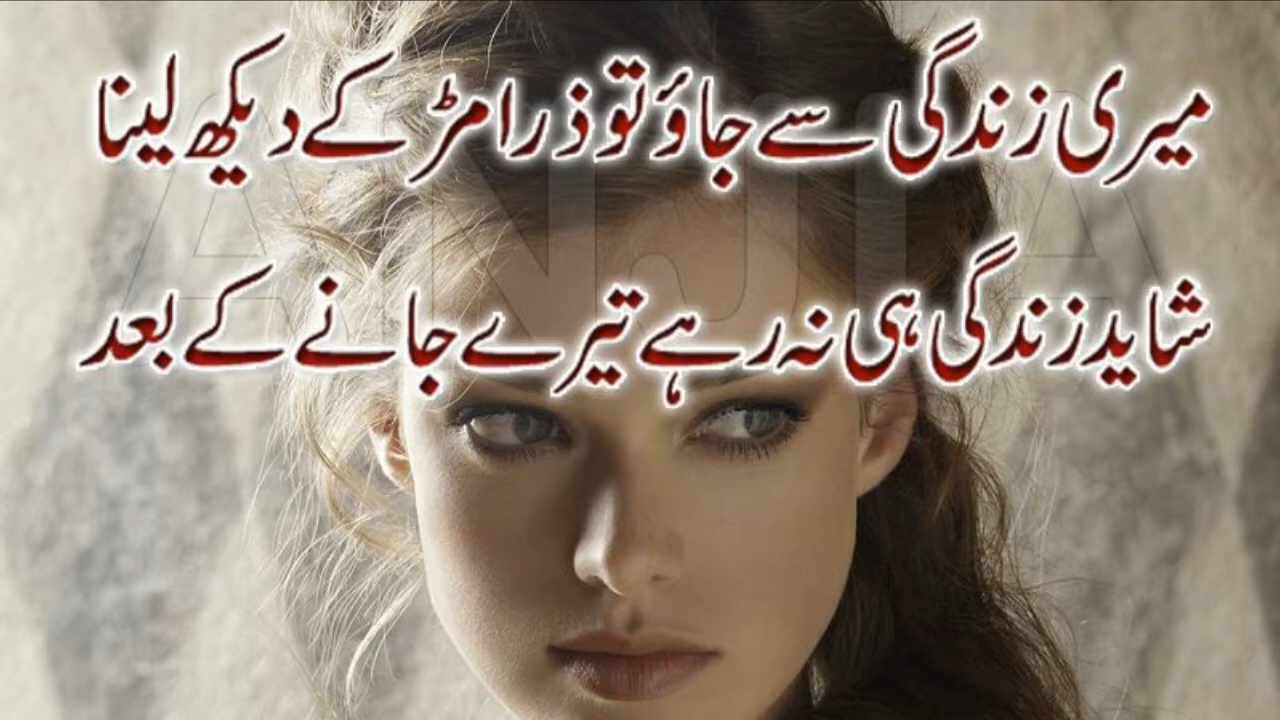 میری زندگی سے جاؤ تو ذرا مڑ کے دیکھ لینا
شاید زندگی ہی نہ رہے تیرے جانے کے بعد
ANJIA